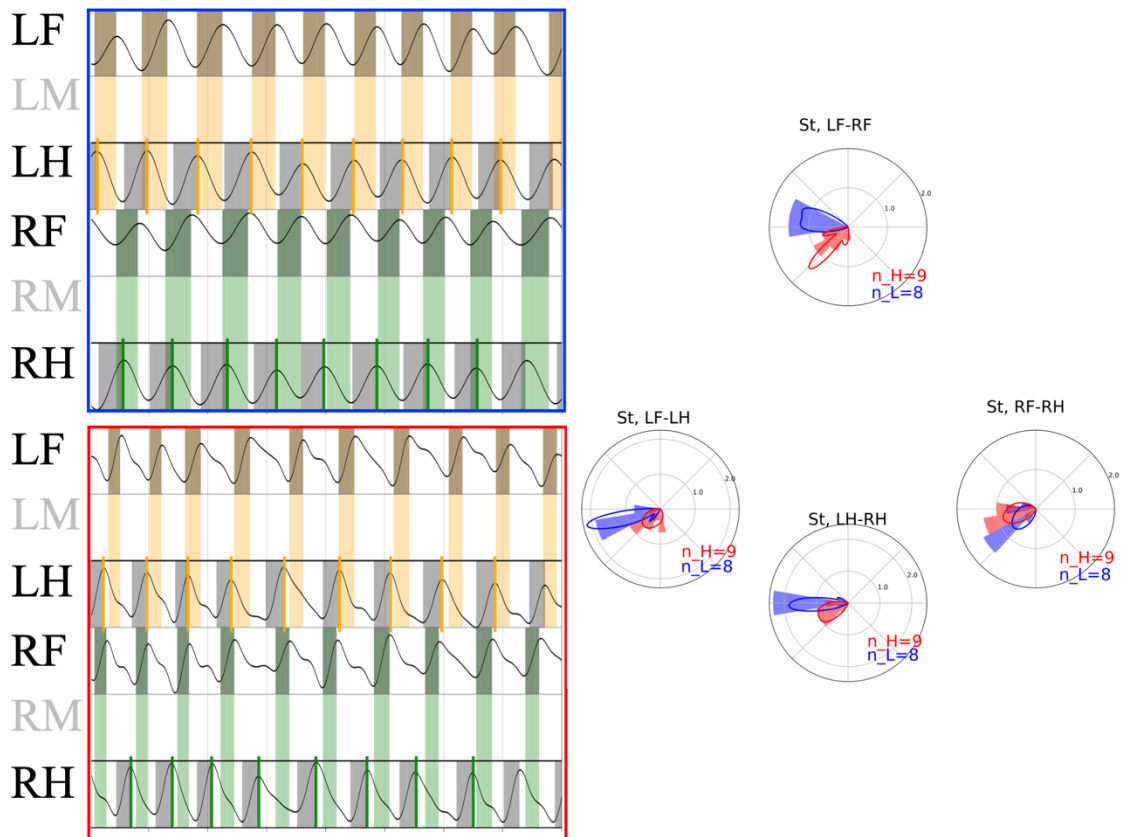 LF
LM
LH
RF
RM
RH
LF
LM
LH
RF
RM
RH
St, LF-RF
2.0
1.0
n_H=9
n_L=8
St, LF-LH
2.0
1.0
n_H=9
n_L=8
St, LH-RH
2.0
1.0
n_H=9
n_L=8
St, RF-RH
2.0
1.0
n_H=9
n_L=8